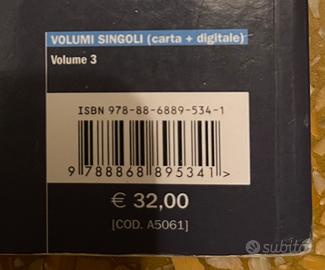 VOLUMI SINGOLI (carta + digitale)
Volume 3
ISBN 978-88-6889-534-1
9 788868 895341 >
€ 32,00
[COD. A5061]
subito